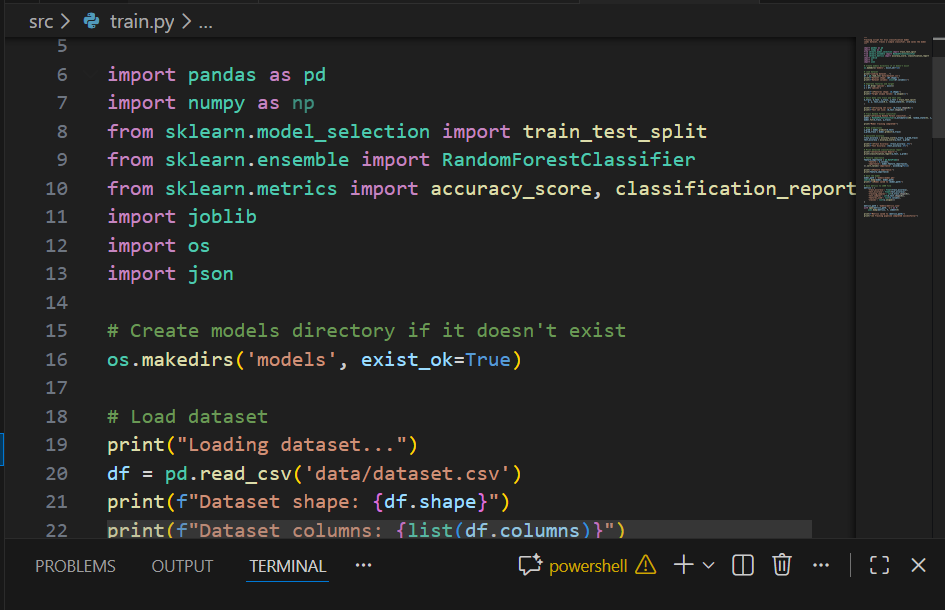 src > train.py > ...
5
6 import pandas as pd
7 import numpy as np
8 from sklearn.model_selection import train_test_split
9 from sklearn.ensemble import RandomForestClassifier
10 from sklearn.metrics import accuracy_score, classification_report
11 import joblib
12 import os
13 import json
14
15 # Create models directory if it doesn't exist
16 os.makedirs('models', exist_ok=True)
17
18 # Load dataset
19 print("Loading dataset...")
20 df = pd.read_csv('data/dataset.csv')
21 print(f"Dataset shape: {df.shape}")
22 print(f"Dataset columns: {list(df.columns)}")
PROBLEMS OUTPUT TERMINAL ... powershell ...